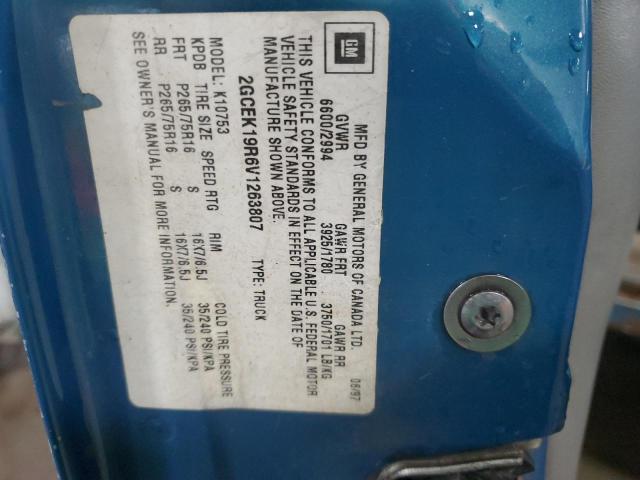 GM
MFD BY GENERAL MOTORS OF CANADA LTD. 06/97
GVWR GAWR FRT GAWR RR
6600/2994 3925/1780 3750/1701 LB/KG
THIS VEHICLE CONFORMS TO ALL APPLICABLE U.S. FEDERAL MOTOR
VEHICLE SAFETY STANDARDS IN EFFECT ON THE DATE OF
MANUFACTURE SHOWN ABOVE.
2GCEK19R6V1263807 TYPE: TRUCK
MODEL: K10753
KPDB TIRE SIZE SPEED RTG RIM COLD TIRE PRESSURE
FRT P265/75R16 S 16X7/6.5J 35/240 PSI/KPA
RR P265/75R16 S 16X7/6.5J 35/240 PSI/KPA
SEE OWNER'S MANUAL FOR MORE INFORMATION.